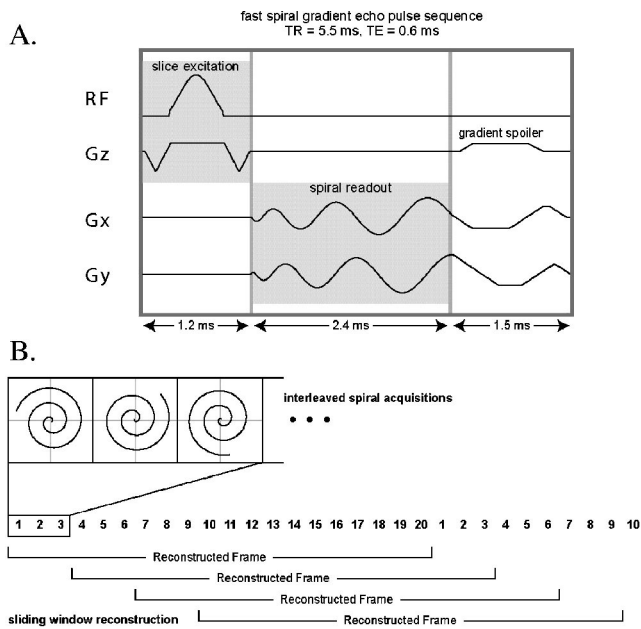 fast spiral gradient echo pulse sequence
TR = 5.5 ms, TE = 0.6 ms
A.
slice excitation
RF
gradient spoiler
Gz
spiral readout
Gx
Gy
1.2 ms 2.4 ms 1.5 ms
B.
interleaved spiral acquisitions
• • •
1 2 3 4 5 6 7 8 9 10 11 12 13 14 15 16 17 18 19 20 1 2 3 4 5 6 7 8 9 10
Reconstructed Frame
Reconstructed Frame
Reconstructed Frame
sliding window reconstruction Reconstructed Frame